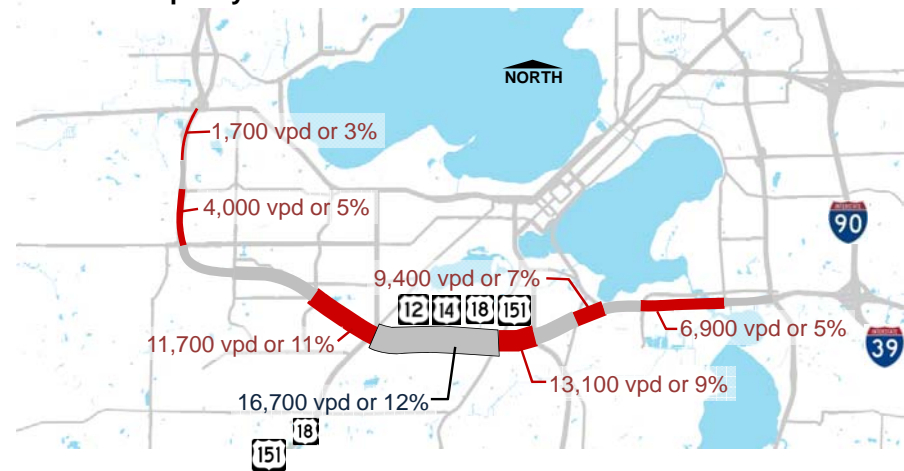 NORTH
1,700 vpd or 3%
4,000 vpd or 5%
INTERSTATE
90
9,400 vpd or 7%
12 14 18 151
6,900 vpd or 5%
11,700 vpd or 11%
INTERSTATE
39
13,100 vpd or 9%
16,700 vpd or 12%
18
151